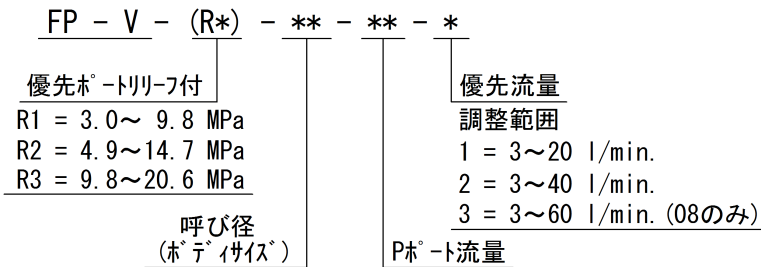 FP - V - (R*) - ** - ** - *
優先ﾎﾟｰﾄﾘﾘｰﾌ付
R1 = 3.0～ 9.8 MPa
R2 = 4.9～14.7 MPa
R3 = 9.8～20.6 MPa
呼び径
(ﾎﾞﾃﾞｨｻｲｽﾞ)
Pﾎﾟｰﾄ流量
優先流量
調整範囲
1 = 3～20 l/min.
2 = 3～40 l/min.
3 = 3～60 l/min.(08のみ)